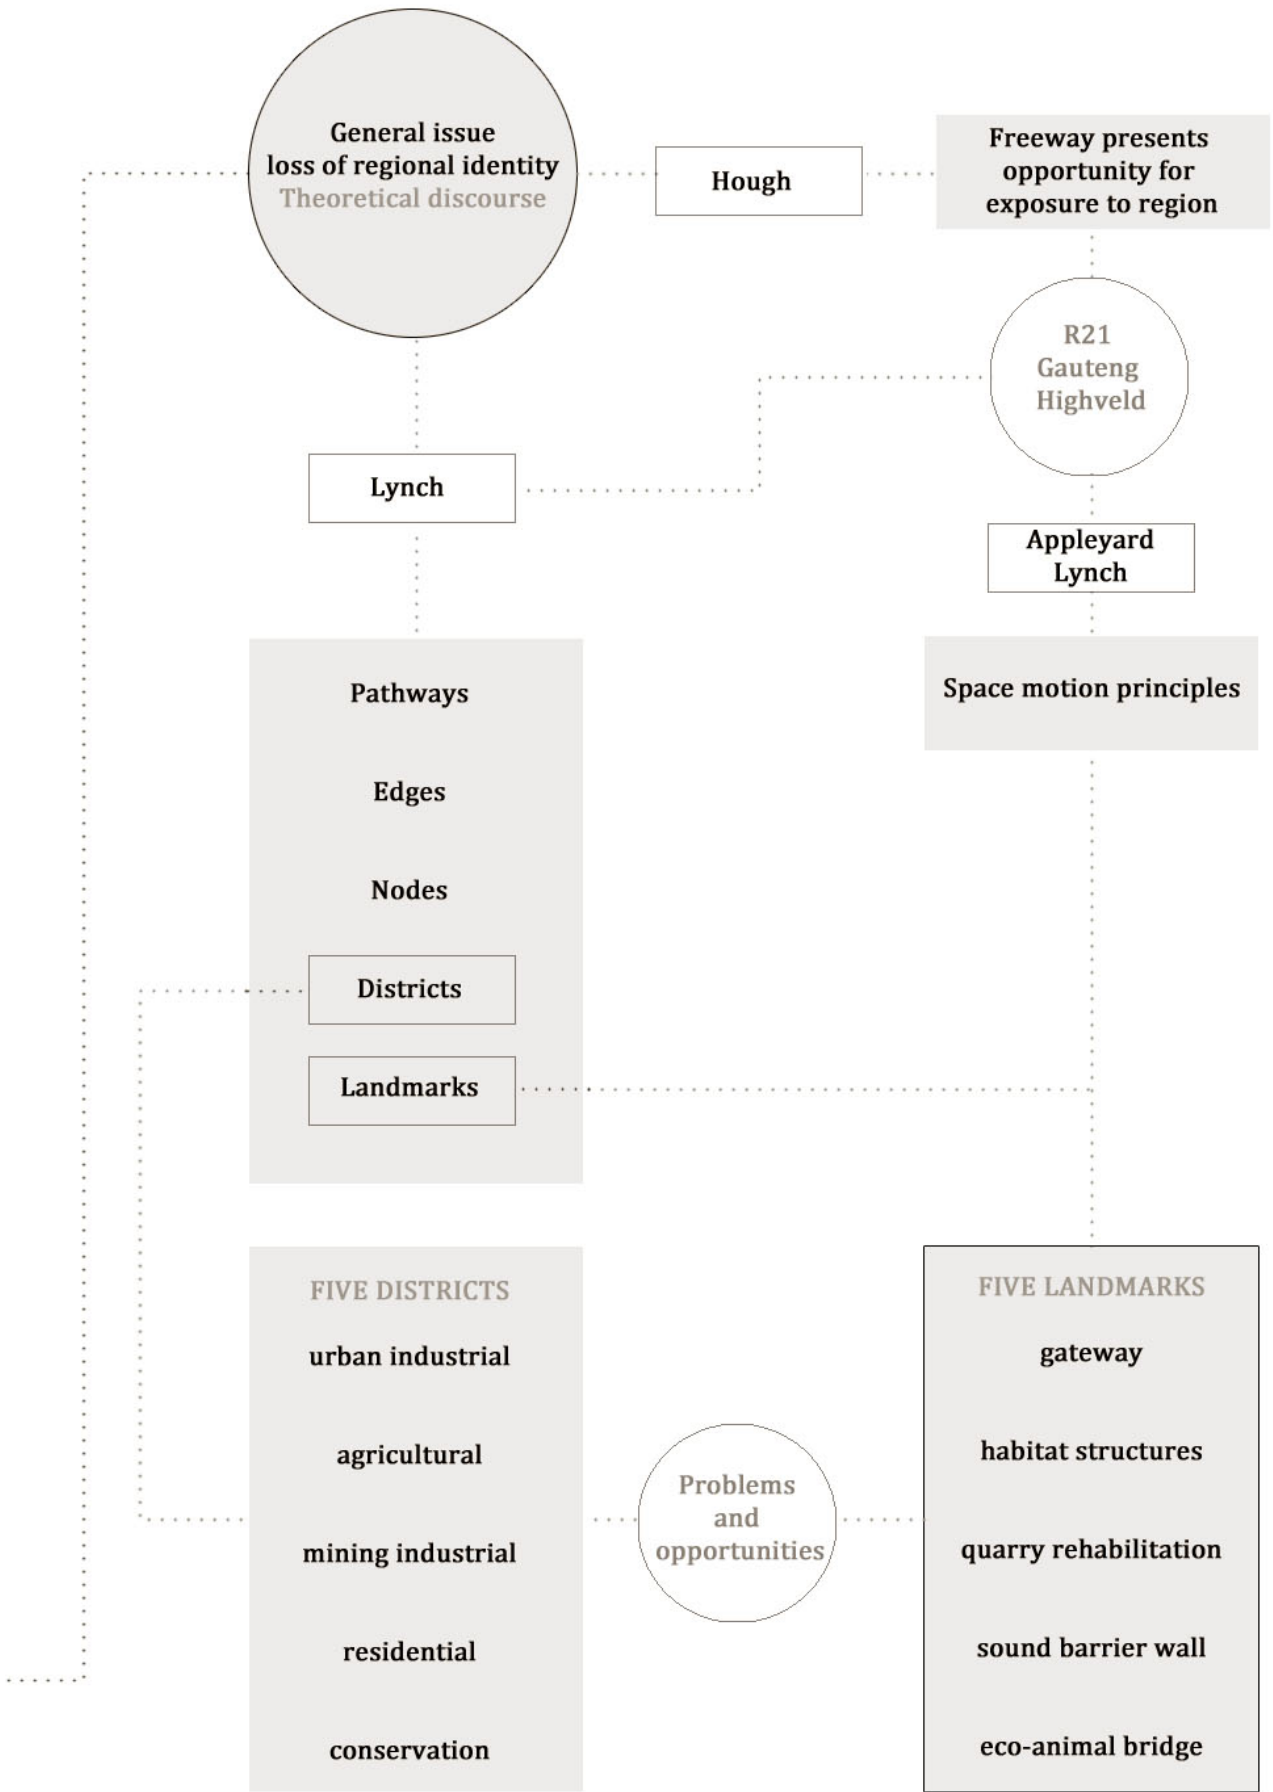 General issue
loss of regional identity
Theoretical discourse
Hough
Freeway presents
opportunity for
exposure to region
R21
Gauteng
Highveld
Lynch
Appleyard
Lynch
Pathways
Edges
Nodes
Districts
Landmarks
Space motion principles
FIVE DISTRICTS
urban industrial
agricultural
mining industrial
residential
conservation
Problems
and
opportunities
FIVE LANDMARKS
gateway
habitat structures
quarry rehabilitation
sound barrier wall
eco-animal bridge